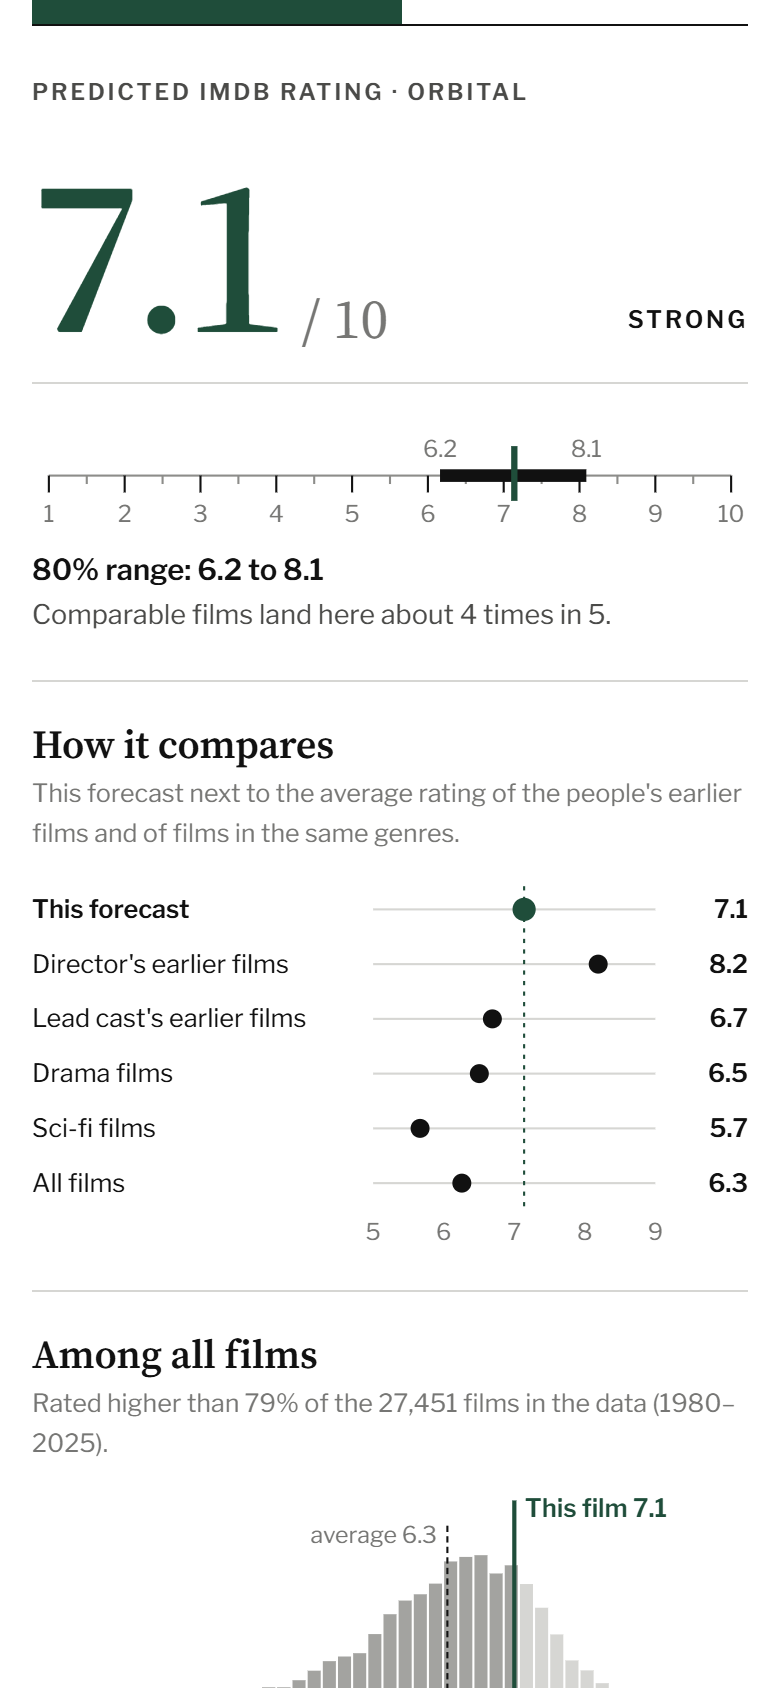 PREDICTED IMDB RATING · ORBITAL
7.1 / 10
STRONG
6.2 8.1
1 2 3 4 5 6 7 8 9 10
80% range: 6.2 to 8.1
Comparable films land here about 4 times in 5.
How it compares
This forecast next to the average rating of the people's earlier
films and of films in the same genres.
This forecast 7.1
Director's earlier films 8.2
Lead cast's earlier films 6.7
Drama films 6.5
Sci-fi films 5.7
All films 6.3
5 6 7 8 9
Among all films
Rated higher than 79% of the 27,451 films in the data (1980–
2025).
This film 7.1
average 6.3